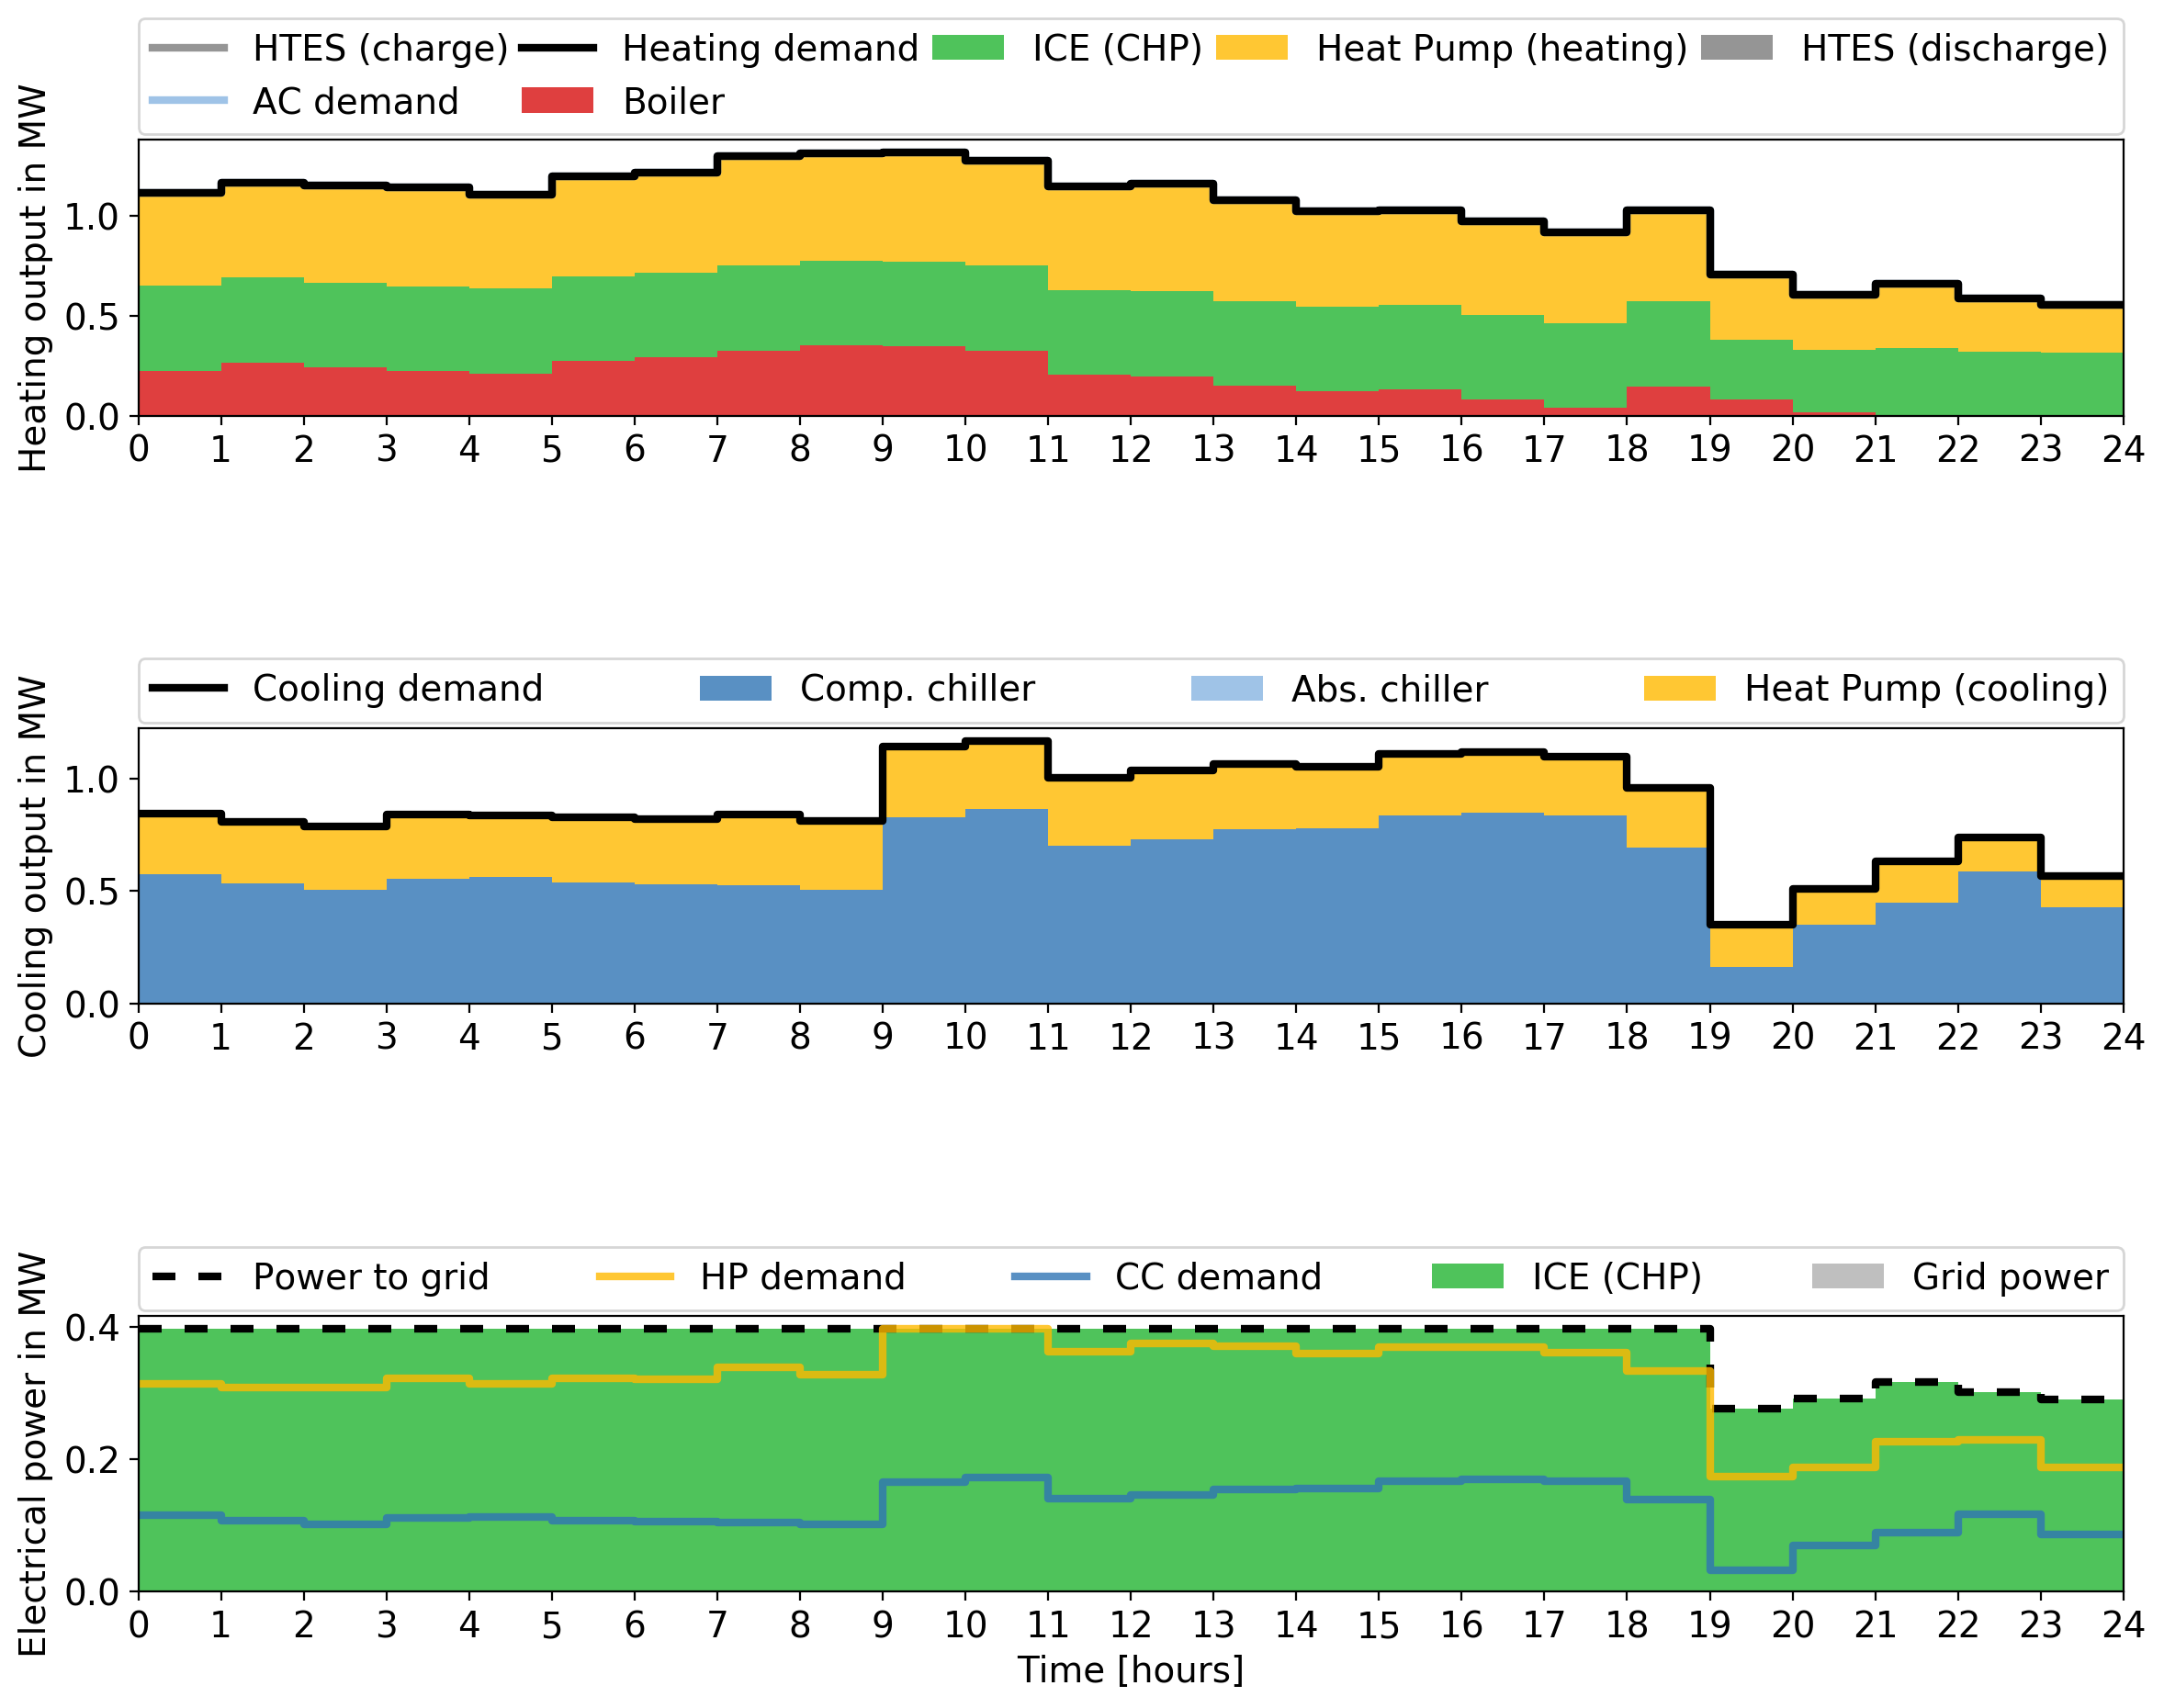 HTES (charge) Heating demand ICE (CHP) Heat Pump (heating) HTES (discharge)
AC demand Boiler
Heating output in MW
1.0
0.5
0.0
0 1 2 3 4 5 6 7 8 9 10 11 12 13 14 15 16 17 18 19 20 21 22 23 24
Cooling demand Comp. chiller Abs. chiller Heat Pump (cooling)
Cooling output in MW
1.0
0.5
0.0
0 1 2 3 4 5 6 7 8 9 10 11 12 13 14 15 16 17 18 19 20 21 22 23 24
Power to grid HP demand CC demand ICE (CHP) Grid power
Electrical power in MW
0.4
0.2
0.0
0 1 2 3 4 5 6 7 8 9 10 11 12 13 14 15 16 17 18 19 20 21 22 23 24
Time [hours]